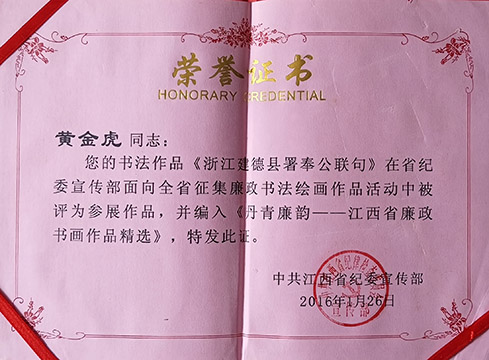 荣誉证书
HONORARY CREDENTIAL
黄金虎 同志：
您的书法作品《浙江建德县署奉公联句》在省纪
委宣传部面向全省征集廉政书法绘画作品活动中被
评为参展作品，并编入《丹青廉韵——江西省廉政
书画作品精选》，特发此证。
中共江西省纪委宣传部
2016年1月26日
宣传部